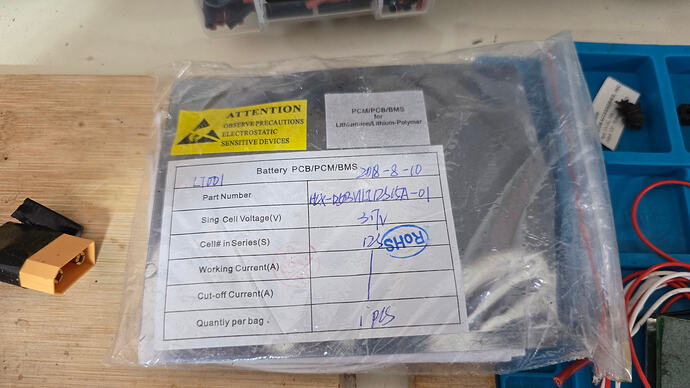 ATTENTION
OBSERVE PRECAUTIONS
ELECTROSTATIC
SENSITIVE DEVICES
PCM/PCB/BMS
for
Lithium-ion/Lithium-Polymar
Battery PCB/PCM/BMS
LT001
2018-8-10
Part Number
Sing Cell Voltage(V) 3.7V
Cell# in Series(S) 12S
RoHS
Working Current(A)
Cut-off Current(A)
Quantiy per bag . 1 pcs